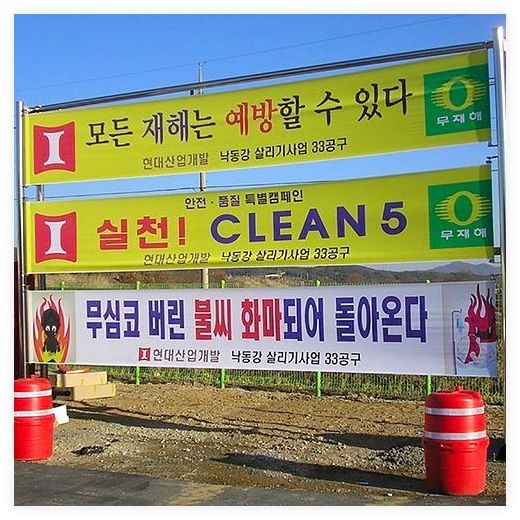 모든 재해는 예방할 수 있다
현대산업개발 낙동강 살리기사업 33공구
무재해
안전·품질 특별캠페인
실천! CLEAN 5
현대산업개발 낙동강 살리기사업 33공구
무재해
무심코 버린 불씨 화마되어 돌아온다
현대산업개발 낙동강 살리기사업 33공구